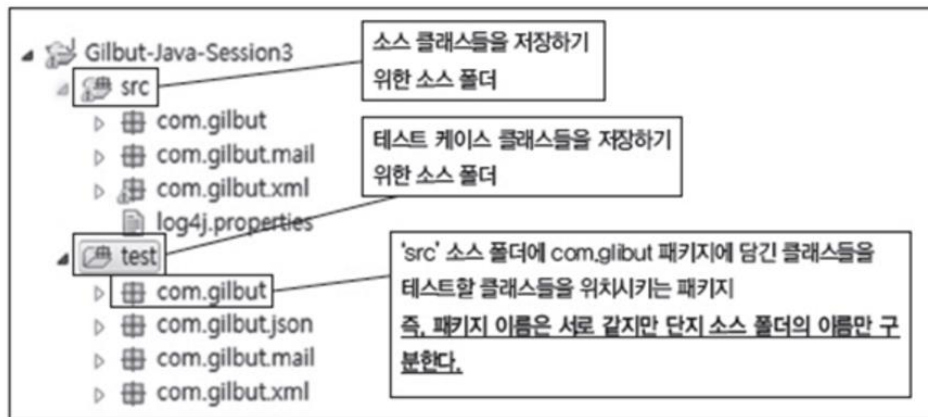 Gilbut-Java-Session3
src
com.gilbut
com.gilbut.mail
com.gilbut.xml
log4j.properties
test
com.gilbut
com.gilbut.json
com.gilbut.mail
com.gilbut.xml
소스 클래스들을 저장하기
위한 소스 폴더
테스트 케이스 클래스들을 저장하기
위한 소스 폴더
'src' 소스 폴더에 com.glibut 패키지에 담긴 클래스들을
테스트할 클래스들을 위치시키는 패키지
즉, 패키지 이름은 서로 같지만 단지 소스 폴더의 이름만 구
분한다.